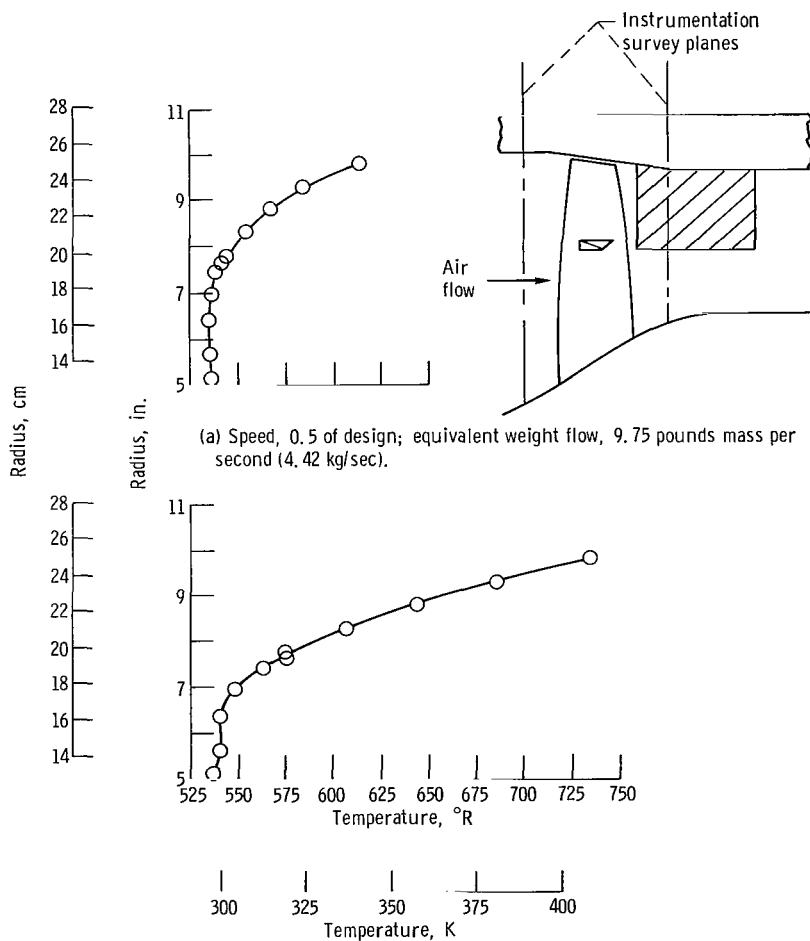 Instrumentation
survey planes
28
26
24
22
20
18
16
14
Radius, cm
11
9
7
5
Radius, in.
Air
flow
(a) Speed, 0.5 of design; equivalent weight flow, 9.75 pounds mass per
second (4.42 kg/sec).
28
26
24
22
20
18
16
14
11
9
7
5
525 550 575 600 625 650 675 700 725 750
Temperature, °R
300 325 350 375 400
Temperature, K